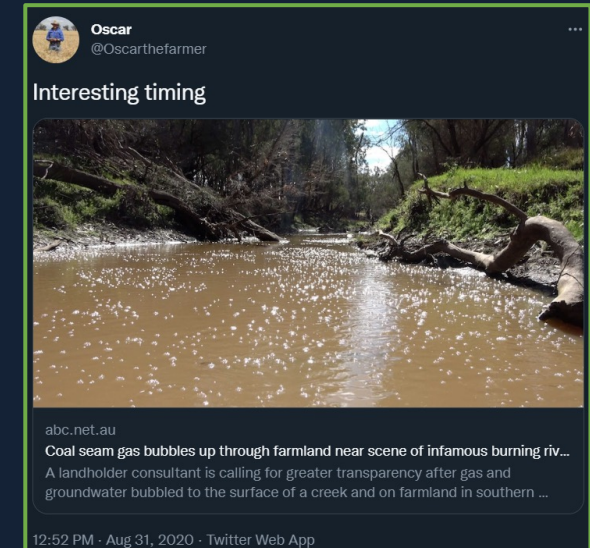 Oscar
@Oscarthefarmer
Interesting timing
abc.net.au
Coal seam gas bubbles up through farmland near scene of infamous burning riv...
A landholder consultant is calling for greater transparency after gas and
groundwater bubbled to the surface of a creek and on farmland in southern ...
12:52 PM · Aug 31, 2020 · Twitter Web App